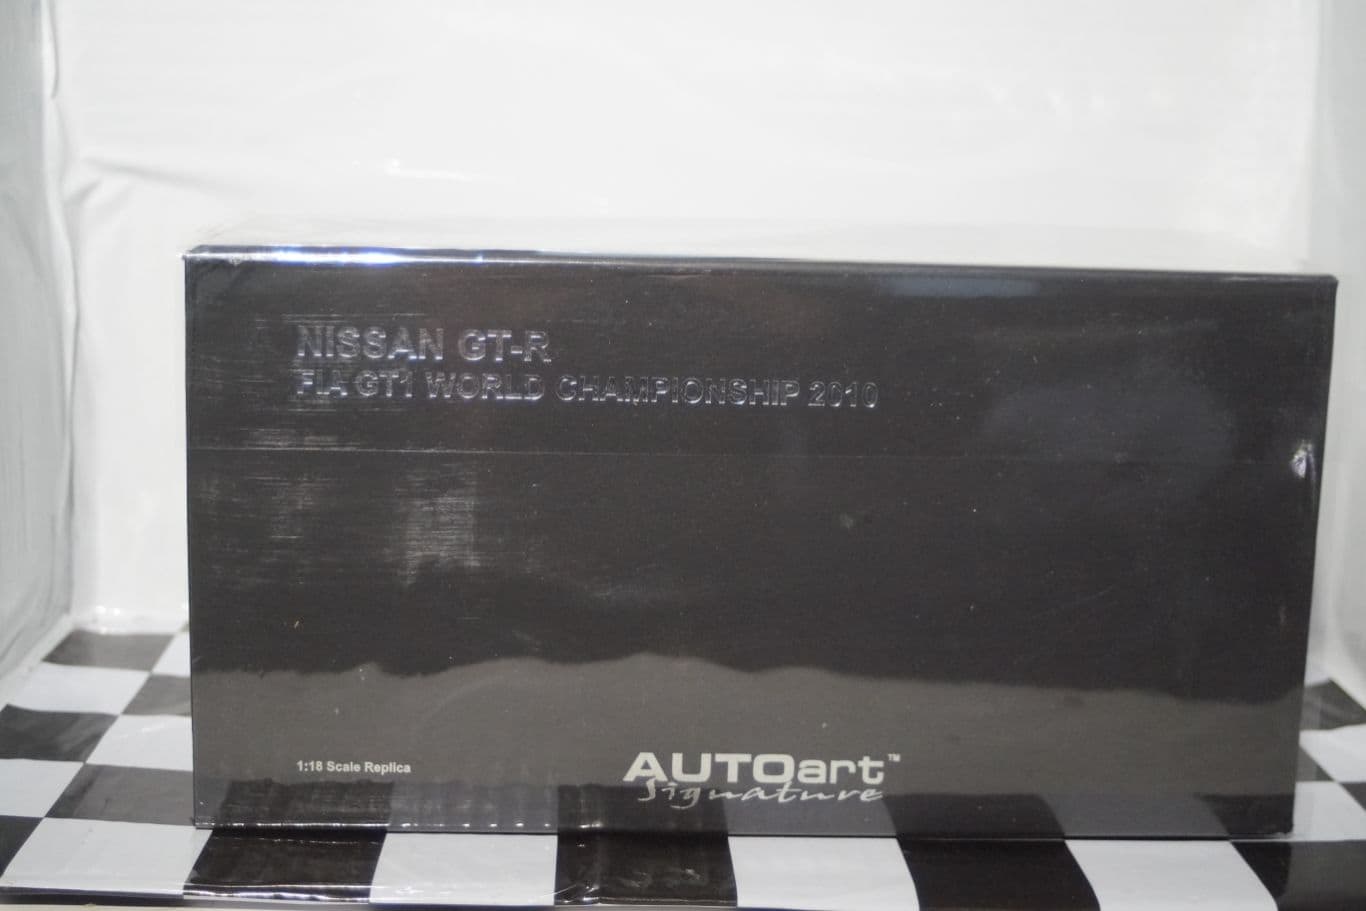 NISSAN GT-R
FIA GT1 WORLD CHAMPIONSHIP 2010
1:18 Scale Replica
AUTOart™
Signature